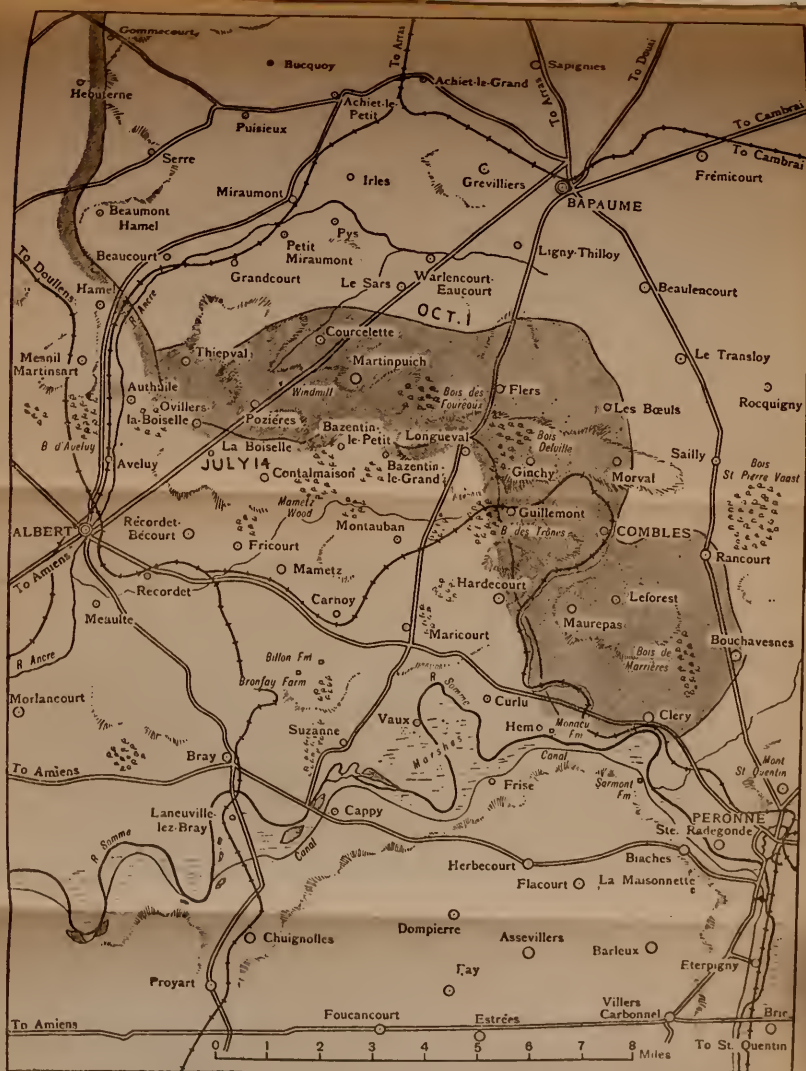 Gommecourt
To Arras
Bucquoy
Achiet-le-Grand
Sapignies
To Arras
To Douai
Hebuterne
Achiet-le-
Petit
Puisieux
To Cambrai
To Cambrai
Serre
Irles
Grevilliers
Frémicourt
Miraumont
BAPAUME
Beaumont
Hamel
Pys
Petit
Miraumont
Ligny-Thilloy
Beaucourt
To Doullens
Grandcourt
Le Sars
Warlencourt-
Eaucourt
Hamel
Ancre
Beaulencourt
OCT. 1
Courcelette
Mesnil
Martinsart
Thiepval
Martinpuich
Le Transloy
Authuile
Windmill
Bois des
Foureaux
Flers
Rocquigny
Ovillers
la-Boiselle
Pozières
Les Bœufs
B d'Aveluy
La Boiselle
Bazentin-
le-Petit
Longueval
Bois
Delville
JULY 14
Contalmaison
Bazentin-
le-Grand
Ginchy
Morval
Sailly
Bois
St Pierre Vaast
Aveluy
Mametz
Wood
Guillemont
ALBERT
Récordet-
Bécourt
Montauban
B. des Trônes
COMBLES
Fricourt
Rancourt
To Amiens
Mametz
Recordet
Hardecourt
Leforest
Carnoy
Meaulte
Maurepas
Maricourt
Bouchavesnes
R Ancre
Billon Fm
Bois de
Marrières
Bronfay Farm
R
Somme
Morlancourt
Curlu
Clery
Vaux
Monacu
Fm
Suzanne
Hem
Mont
St Quentin
Marshes
Canal
Bray
To Amiens
Frise
Sarmont
Fm
PERONNE
Laneuville-
lez-Bray
Cappy
Ste. Radegonde
R Somme
Canal
Herbecourt
Biaches
Flacourt
La Maisonnette
Dompierre
Chuignolles
Assevillers
Barleux
Eterpigny
Fay
Proyart
Villers
Carbonnel
To Amiens
Foucancourt
Estrées
Brie
To St. Quentin
0 1 2 3 4 5 6 7 8
Miles